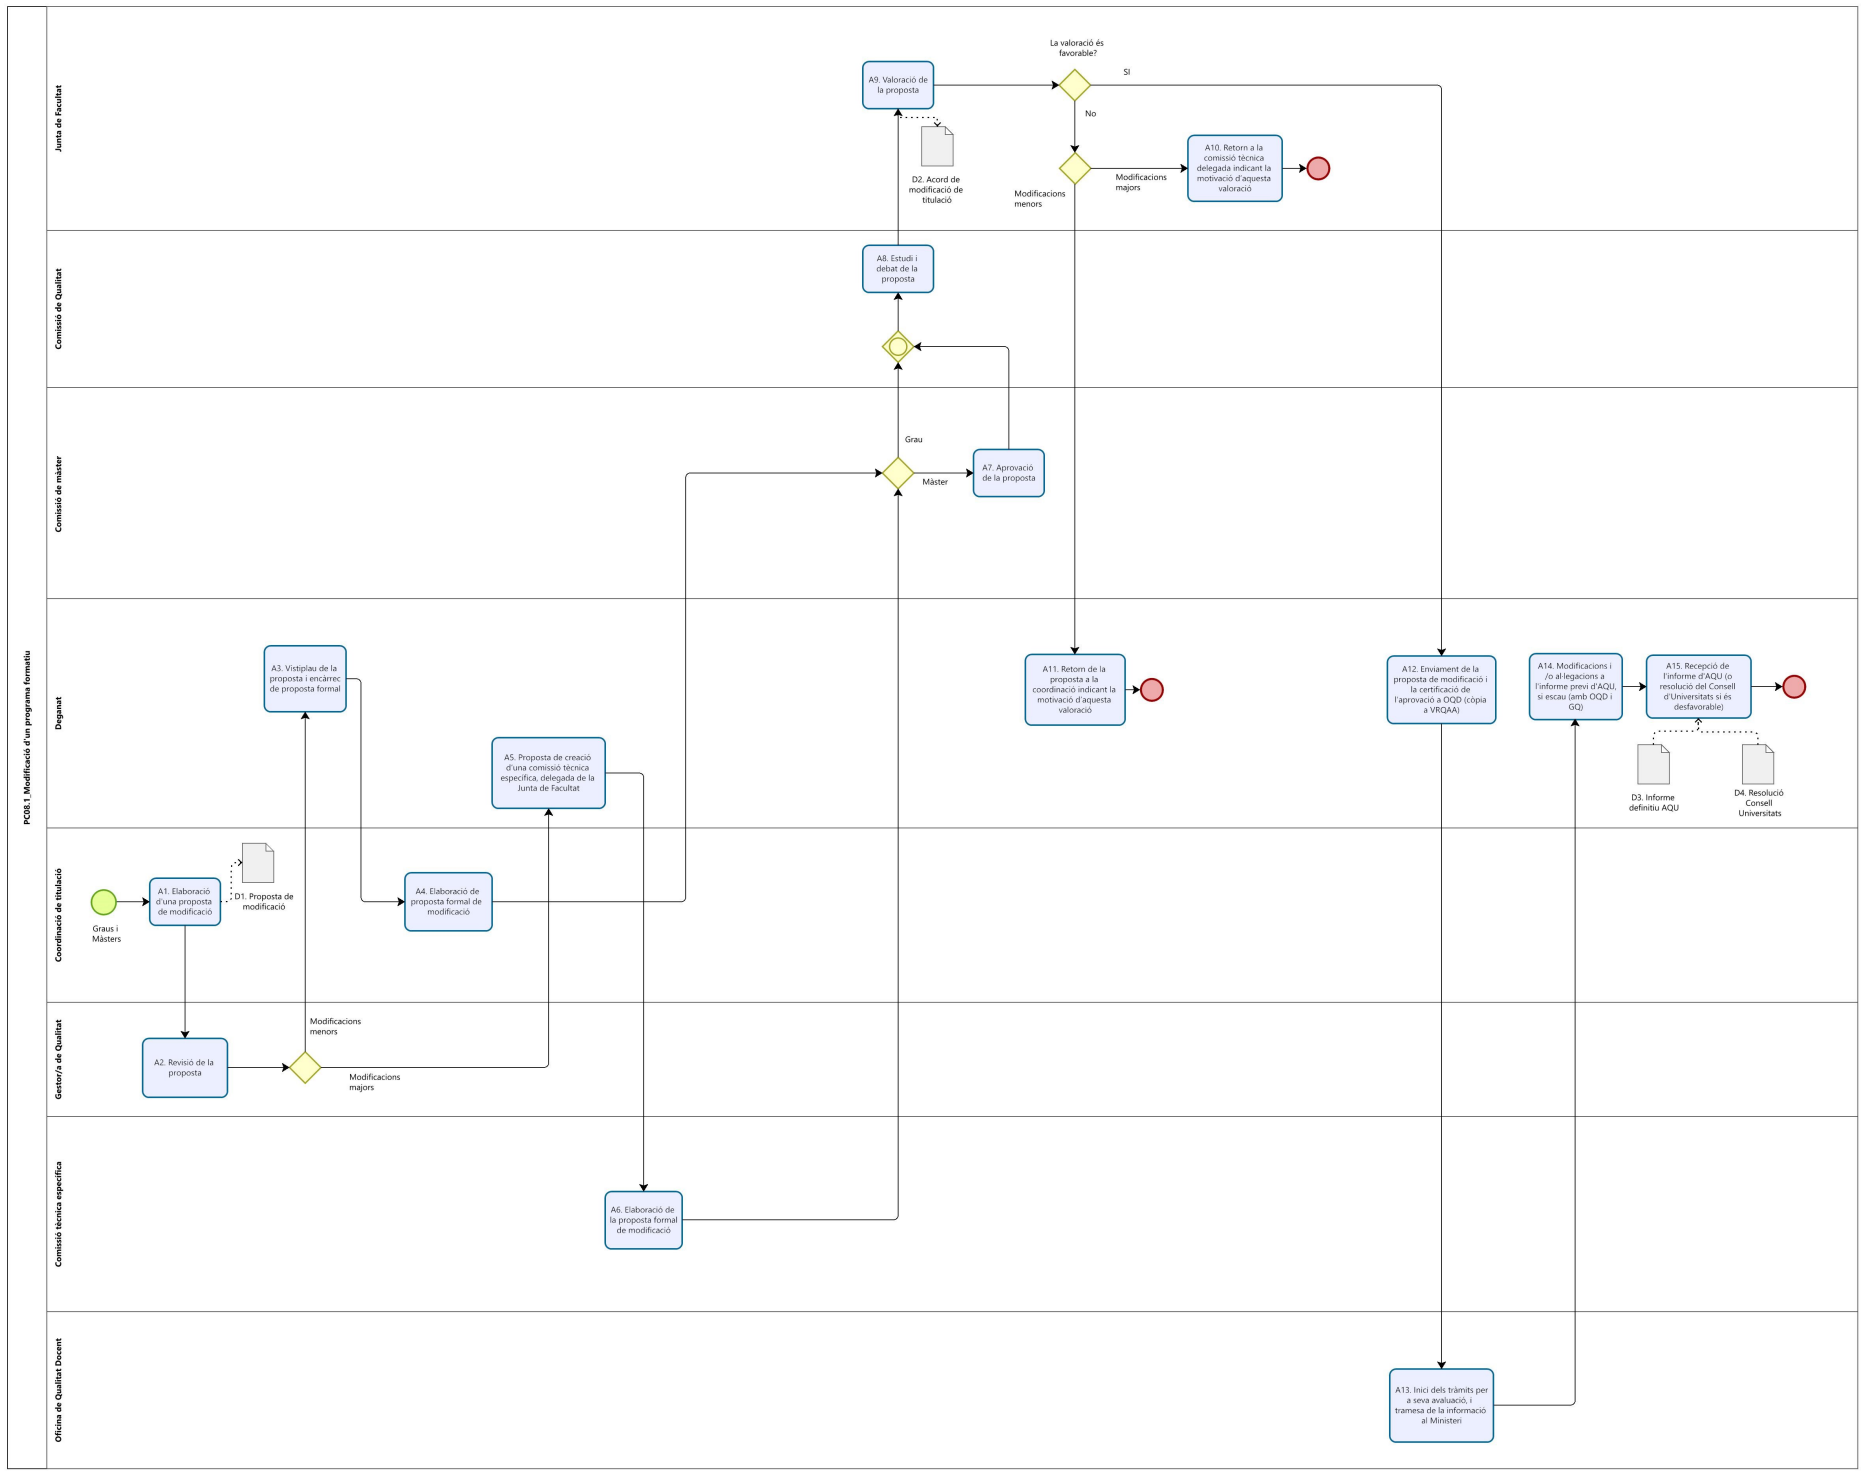 PC08.1_Modificació d'un programa formatiu
Junta de Facultat
La valoració és
favorable?
SI
A9. Valoració de
la proposta
No
D2. Acord de
modificació de
titulació
A10. Retorn a la
comissió tècnica
delegada indicant la
motivació d'aquesta
valoració
Modificacions
majors
Modificacions
menors
Comissió de Qualitat
A8. Estudi i
debat de la
proposta
Comissió de màster
Grau
Màster
A7. Aprovació
de la proposta
Deganat
A3. Vistiplau de la
proposta i encàrrec
de proposta formal
A5. Proposta de creació
d'una comissió tècnica
específica, delegada de la
Junta de Facultat
A11. Retorn de la
proposta a la
coordinació indicant la
motivació d'aquesta
valoració
A12. Enviament de la
proposta de modificació i
la certificació de
l'aprovació a OQD (còpia
a VRQAA)
A14. Modificacions i
/o al·legacions a
l'informe previ d'AQU,
si escau (amb OQD i
GQ)
A15. Recepció de
l'informe d'AQU (o
resolució del Consell
d'Universitats si és
desfavorable)
D3. Informe
definitiu AQU
D4. Resolució
Consell
Universitats
Coordinació de titulació
Graus i
Màsters
A1. Elaboració
d'una proposta
de modificació
D1. Proposta de
modificació
A4. Elaboració de
proposta formal de
modificació
Gestor/a de Qualitat
A2. Revisió de la
proposta
Modificacions
menors
Modificacions
majors
Comissió tècnica específica
A6. Elaboració de
la proposta formal
de modificació
Oficina de Qualitat Docent
A13. Inici dels tràmits per
a seva avaluació, i
tramesa de la informació
al Ministeri